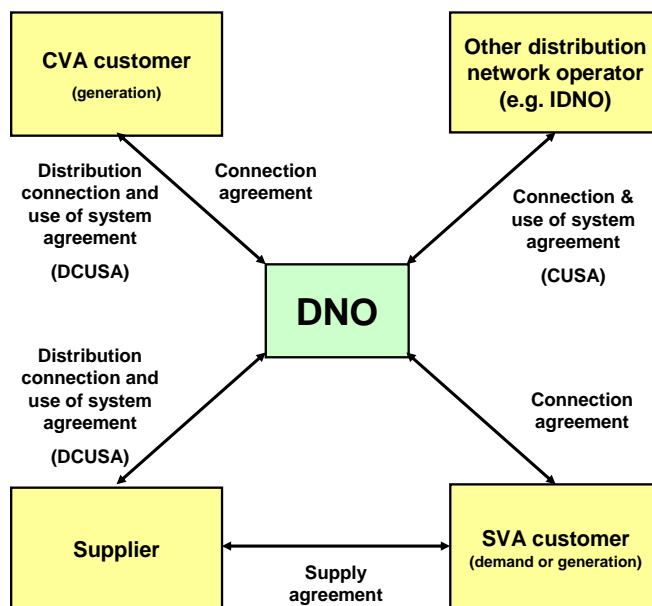 CVA customer
(generation)
Other distribution
network operator
(e.g. IDNO)
Distribution
connection and
use of system
agreement
(DCUSA)
Connection
agreement
Connection &
use of system
agreement
(CUSA)
DNO
Distribution
connection and
use of system
agreement
(DCUSA)
Connection
agreement
Supplier
Supply
agreement
SVA customer
(demand or generation)